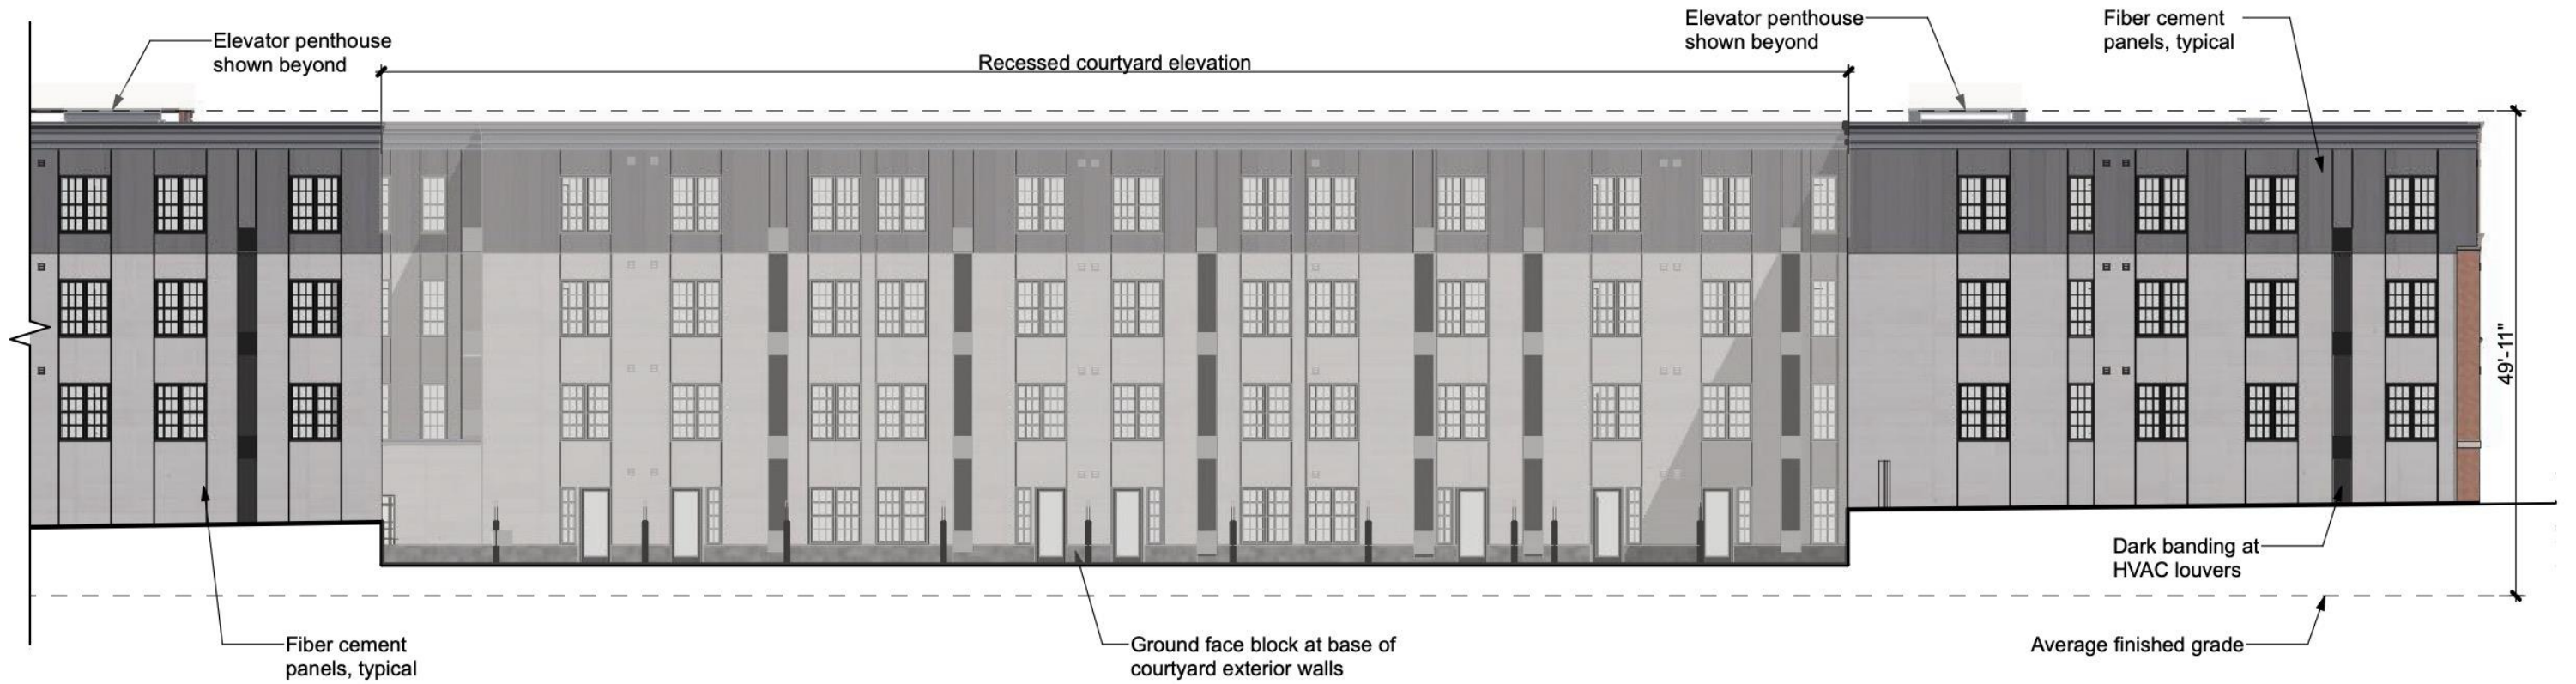 Elevator penthouse
shown beyond
Recessed courtyard elevation
Elevator penthouse
shown beyond
Fiber cement
panels, typical
49'-11"
Dark banding at
HVAC louvers
Fiber cement
panels, typical
Ground face block at base of
courtyard exterior walls
Average finished grade